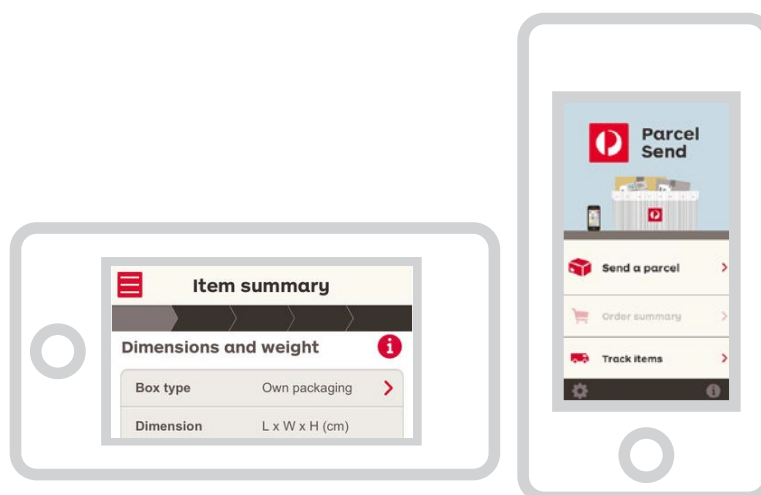 Item summary
Dimensions and weight
Box type Own packaging
Dimension L x W x H (cm)
Parcel
Send
Send a parcel
Order summary
Track items